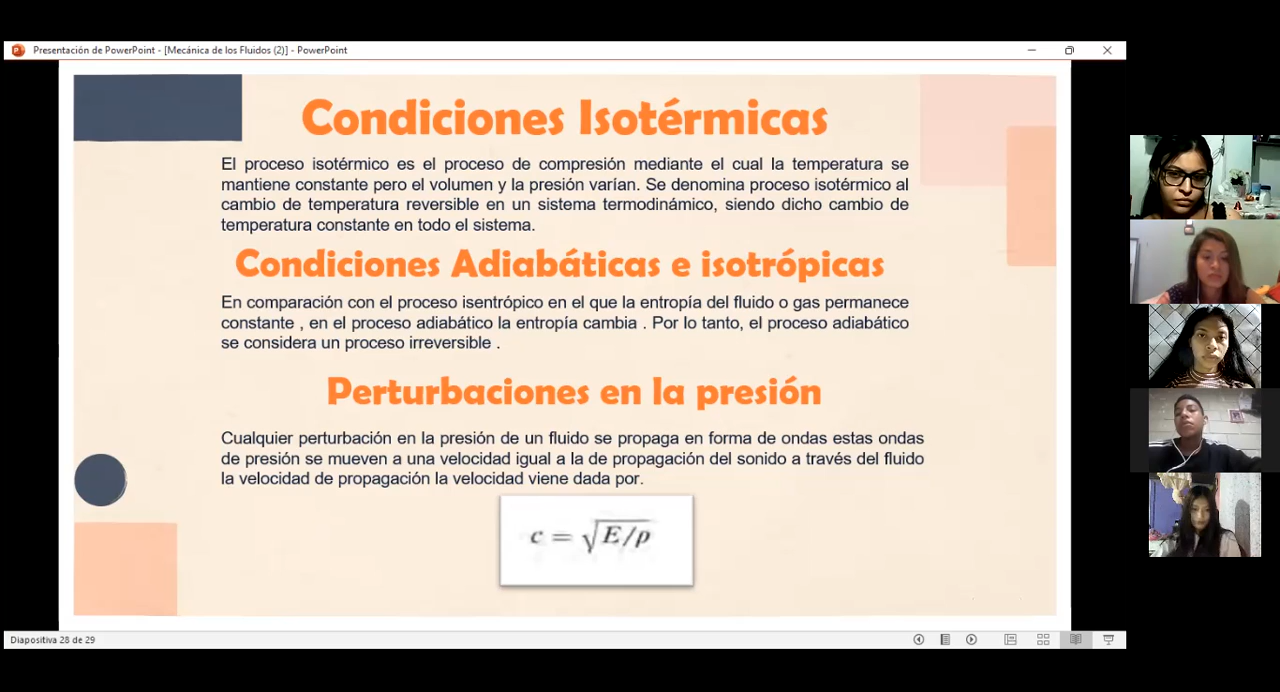 Presentación de PowerPoint - [Mecánica de los Fluidos (2)] - PowerPoint
Condiciones Isotérmicas
El proceso isotérmico es el proceso de compresión mediante el cual la temperatura se
mantiene constante pero el volumen y la presión varían. Se denomina proceso isotérmico al
cambio de temperatura reversible en un sistema termodinámico, siendo dicho cambio de
temperatura constante en todo el sistema.
Condiciones Adiabáticas e isotrópicas
En comparación con el proceso isentrópico en el que la entropía del fluido o gas permanece
constante , en el proceso adiabático la entropía cambia . Por lo tanto, el proceso adiabático
se considera un proceso irreversible .
Perturbaciones en la presión
Cualquier perturbación en la presión de un fluido se propaga en forma de ondas estas ondas
de presión se mueven a una velocidad igual a la de propagación del sonido a través del fluido
la velocidad de propagación la velocidad viene dada por.
c = √E/ρ
Diapositiva 28 de 29